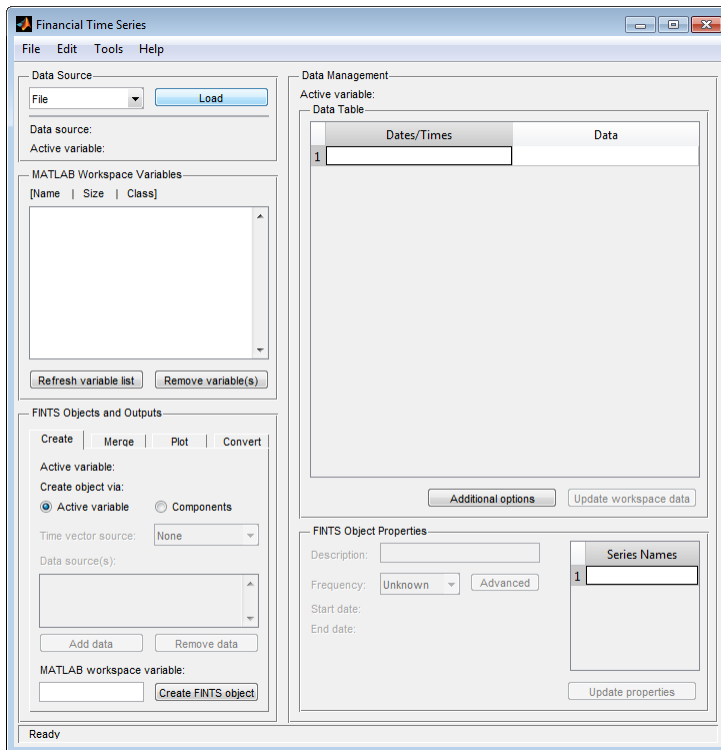 Financial Time Series
File Edit Tools Help
Data Source
File
Load
Data source:
Active variable:
MATLAB Workspace Variables
[Name | Size | Class]
Refresh variable list
Remove variable(s)
FINTS Objects and Outputs
Create
Merge
Plot
Convert
Active variable:
Create object via:
Active variable
Components
Time vector source:
None
Data source(s):
Add data
Remove data
MATLAB workspace variable:
Create FINTS object
Data Management
Active variable:
Data Table
Dates/Times
Data
1
Additional options
Update workspace data
FINTS Object Properties
Description:
Frequency:
Unknown
Advanced
Start date:
End date:
Series Names
1
Update properties
Ready